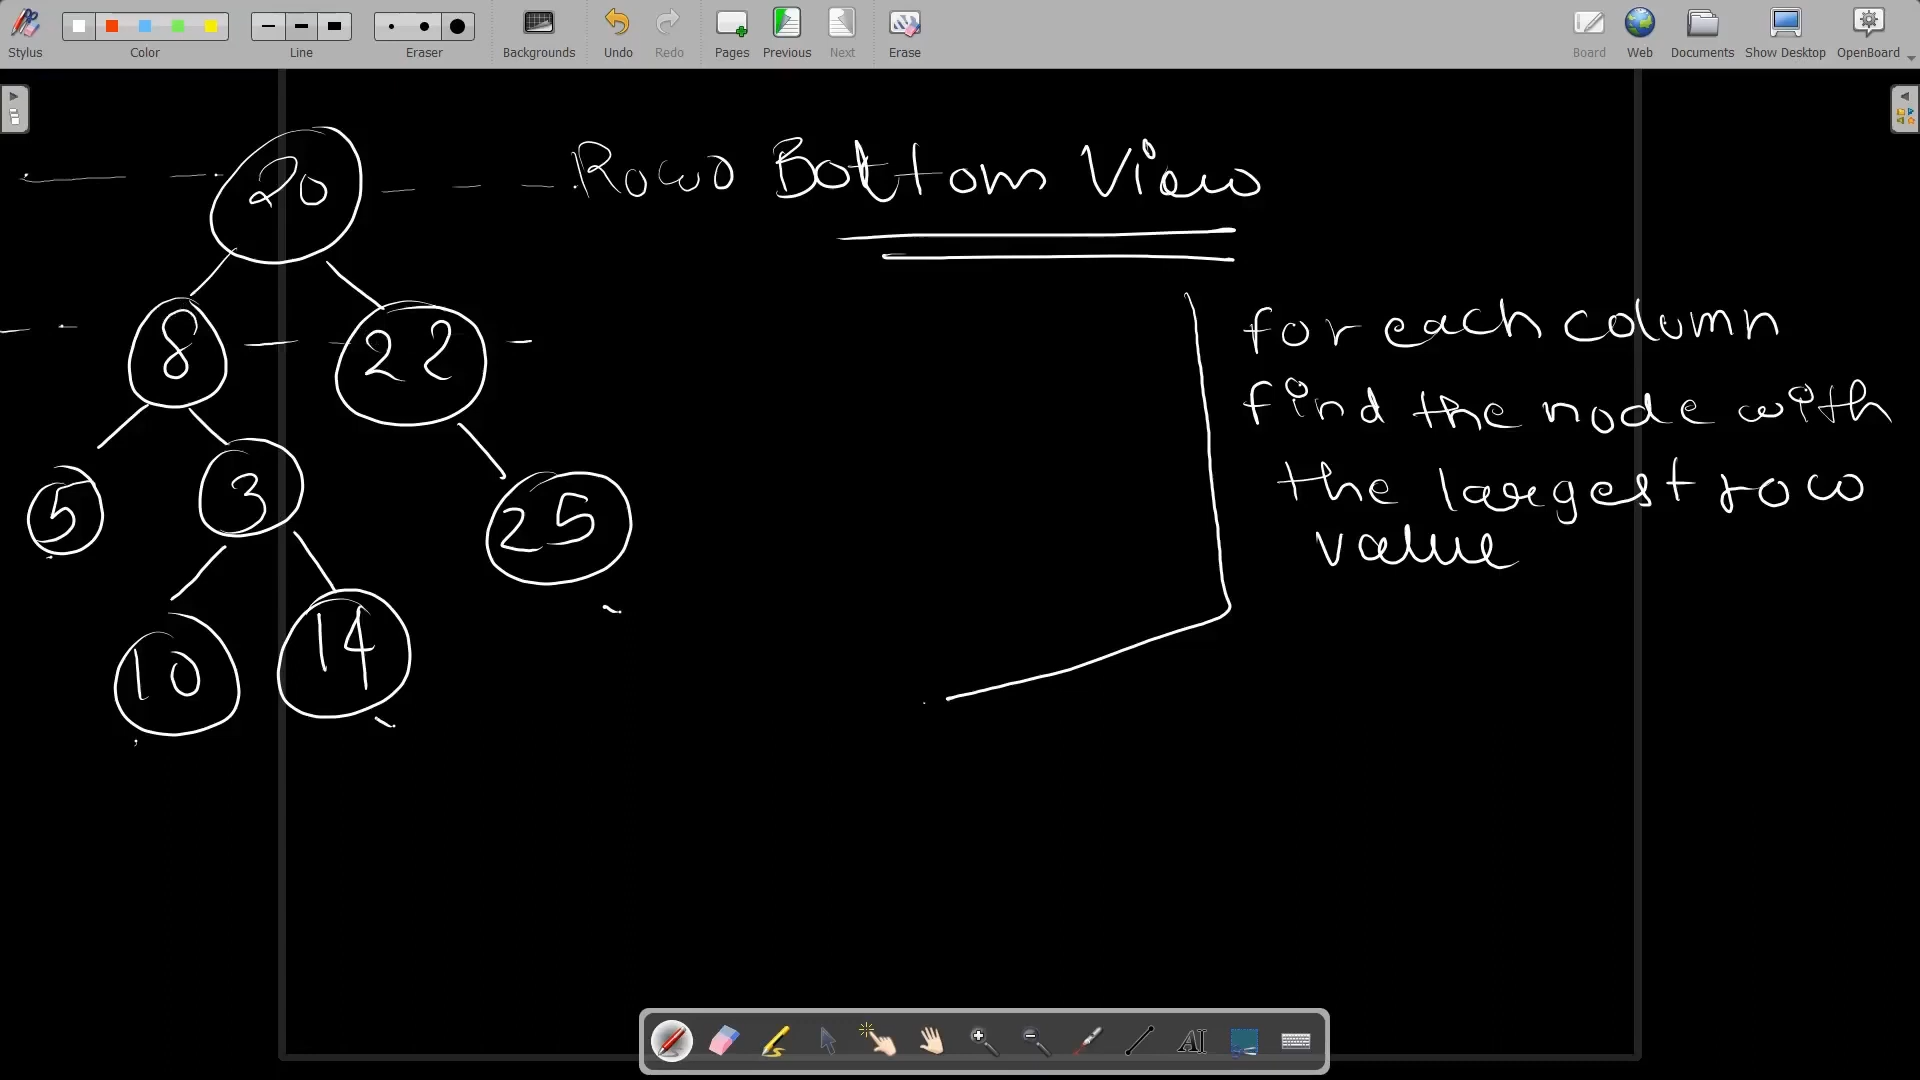 Stylus Color Line Eraser Backgrounds Undo Redo Pages Previous Next Erase Board Web Documents Show Desktop OpenBoard
20 Row0 Bottom View
8 22
for each column
find the node with
the largest row
value
5 3 25
10 14
AI